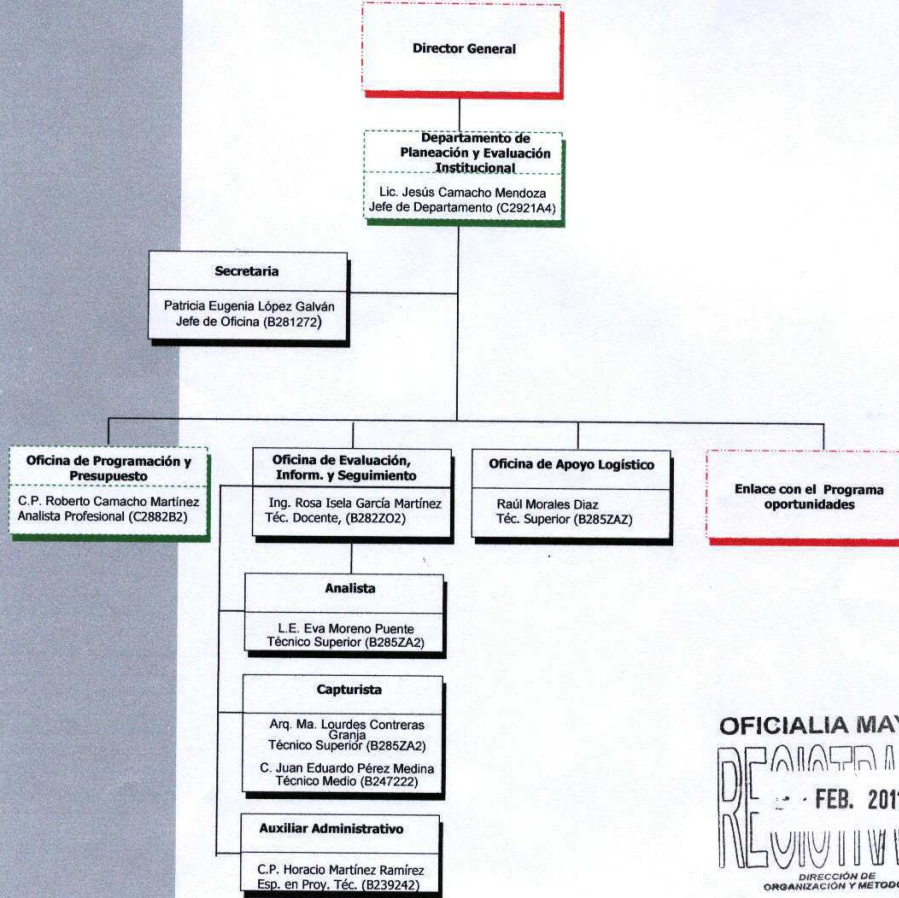 Director General
Departamento de
Planeación y Evaluación
Institucional
Lic. Jesús Camacho Mendoza
Jefe de Departamento (C2921A4)
Secretaria
Patricia Eugenia López Galván
Jefe de Oficina (B281272)
Oficina de Programación y
Presupuesto
C.P. Roberto Camacho Martínez
Analista Profesional (C2882B2)
Oficina de Evaluación,
Inform. y Seguimiento
Ing. Rosa Isela García Martínez
Téc. Docente, (B282ZO2)
Oficina de Apoyo Logístico
Raúl Morales Diaz
Téc. Superior (B285ZAZ)
Enlace con el Programa
oportunidades
Analista
L.E. Eva Moreno Puente
Técnico Superior (B285ZA2)
Capturista
Arq. Ma. Lourdes Contreras
Granja
Técnico Superior (B285ZA2)
C. Juan Eduardo Pérez Medina
Técnico Medio (B247222)
Auxiliar Administrativo
C.P. Horacio Martínez Ramírez
Esp. en Proy. Téc. (B239242)
OFICIALIA MAY
FEB. 2011
DIRECCIÓN DE
ORGANIZACIÓN Y METODO